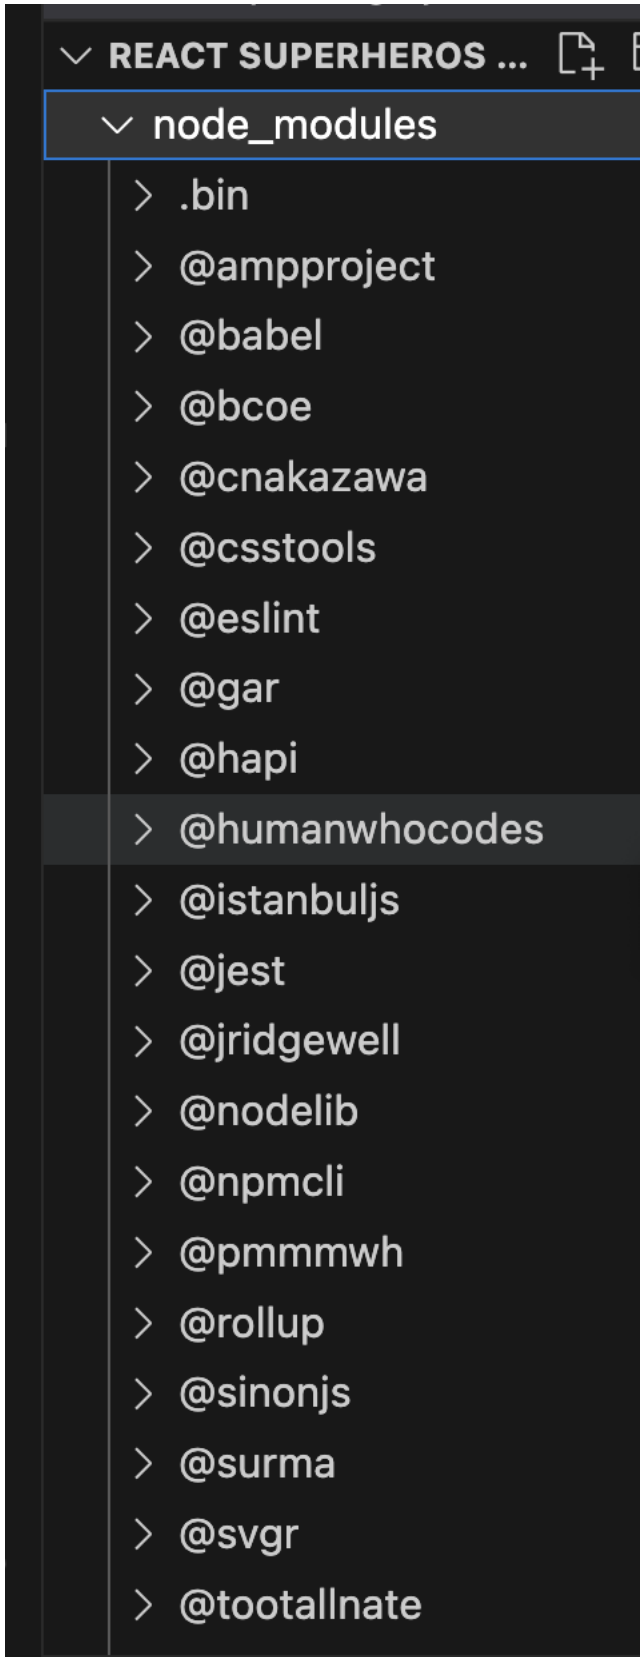 REACT SUPERHEROS ...
node_modules
.bin
@ampproject
@babel
@bcoe
@cnakazawa
@csstools
@eslint
@gar
@hapi
@humanwhocodes
@istanbuljs
@jest
@jridgewell
@nodelib
@npmcli
@pmmmwh
@rollup
@sinonjs
@surma
@svgr
@tootallnate